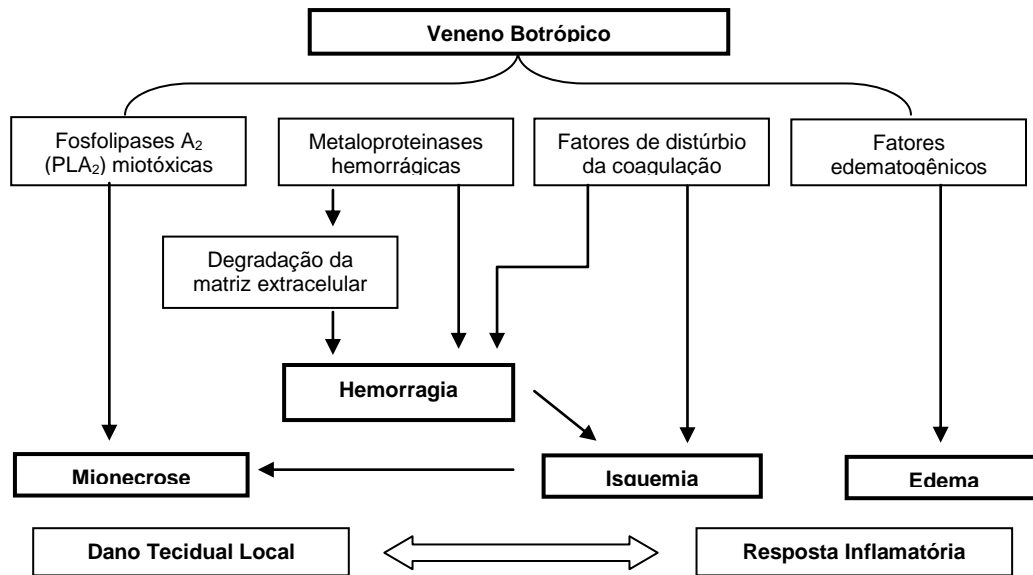 Veneno Botrópico
Fosfolipases A₂
(PLA₂) miotóxicas
Metaloproteinases
hemorrágicas
Fatores de distúrbio
da coagulação
Fatores
edematogênicos
Degradação da
matriz extracelular
Hemorragia
Mionecrose
Isquemia
Edema
Dano Tecidual Local
Resposta Inflamatória